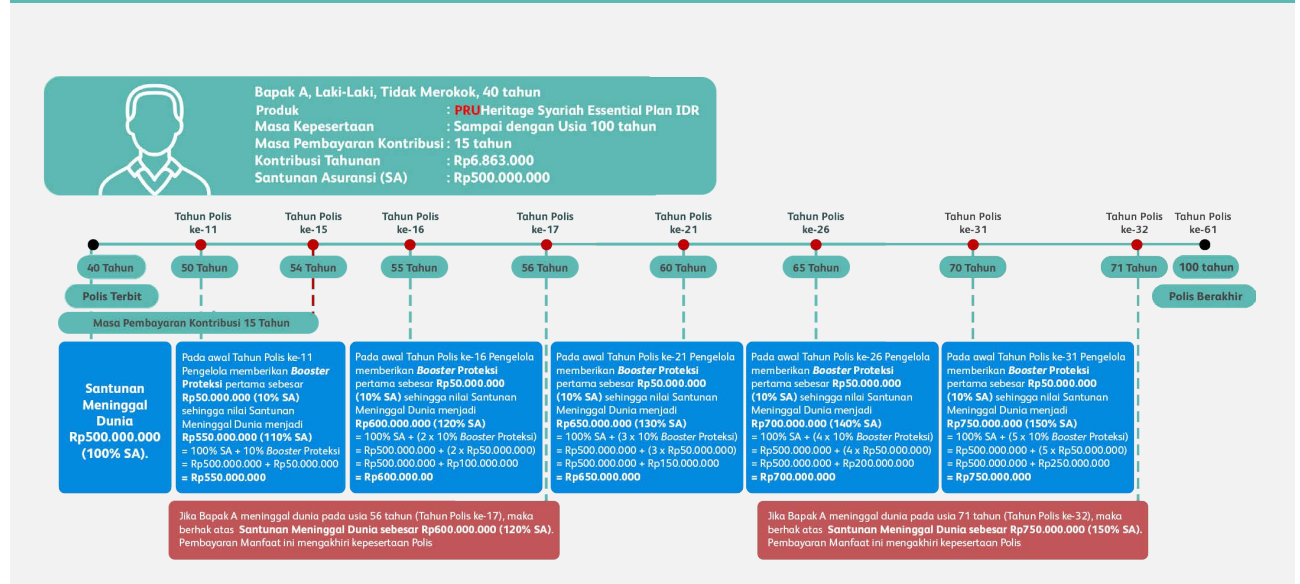 Bapak A, Laki-Laki, Tidak Merokok, 40 tahun
Produk : PRUHeritage Syariah Essential Plan IDR
Masa Kepesertaan : Sampai dengan Usia 100 tahun
Masa Pembayaran Kontribusi : 15 tahun
Kontribusi Tahunan : Rp6.863.000
Santunan Asuransi (SA) : Rp500.000.000
Tahun Polis
ke-11
Tahun Polis
ke-15
Tahun Polis
ke-16
Tahun Polis
ke-17
Tahun Polis
ke-21
Tahun Polis
ke-26
Tahun Polis
ke-31
Tahun Polis
ke-32
Tahun Polis
ke-61
40 Tahun
50 Tahun
54 Tahun
55 Tahun
56 Tahun
60 Tahun
65 Tahun
70 Tahun
71 Tahun
100 tahun
Polis Terbit
Polis Berakhir
Masa Pembayaran Kontribusi 15 Tahun
Santunan
Meninggal
Dunia
Rp500.000.000
(100% SA).
Pada awal Tahun Polis ke-11
Pengelola memberikan Booster
Proteksi pertama sebesar
Rp50.000.000 (10% SA)
sehingga nilai Santunan
Meninggal Dunia menjadi
Rp550.000.000 (110% SA)
= 100% SA + 10% Booster Proteksi
= Rp500.000.000 + Rp50.000.000
= Rp550.000.000
Pada awal Tahun Polis ke-16 Pengelola
memberikan Booster Proteksi
pertama sebesar Rp50.000.000
(10% SA) sehingga nilai Santunan
Meninggal Dunia menjadi
Rp600.000.000 (120% SA)
= 100% SA + (2 x 10% Booster Proteksi)
= Rp500.000.000 + (2 x Rp50.000.000)
= Rp500.000.000 + Rp100.000.000
= Rp600.000.00
Pada awal Tahun Polis ke-21 Pengelola
memberikan Booster Proteksi
pertama sebesar Rp50.000.000
(10% SA) sehingga nilai Santunan
Meninggal Dunia menjadi
Rp650.000.000 (130% SA)
= 100% SA + (3 x 10% Booster Proteksi)
= Rp500.000.000 + (3 x Rp50.000.000)
= Rp500.000.000 + Rp150.000.000
= Rp650.000.000
Pada awal Tahun Polis ke-26 Pengelola
memberikan Booster Proteksi
pertama sebesar Rp50.000.000
(10% SA) sehingga nilai Santunan
Meninggal Dunia menjadi
Rp700.000.000 (140% SA)
= 100% SA + (4 x 10% Booster Proteksi)
= Rp500.000.000 + (4 x Rp50.000.000)
= Rp500.000.000 + Rp200.000.000
= Rp700.000.000
Pada awal Tahun Polis ke-31 Pengelola
memberikan Booster Proteksi
pertama sebesar Rp50.000.000
(10% SA) sehingga nilai Santunan
Meninggal Dunia menjadi
Rp750.000.000 (150% SA)
= 100% SA + (5 x 10% Booster Proteksi)
= Rp500.000.000 + (5 x Rp50.000.000)
= Rp500.000.000 + Rp250.000.000
= Rp750.000.000
Jika Bapak A meninggal dunia pada usia 56 tahun (Tahun Polis ke-17), maka
berhak atas Santunan Meninggal Dunia sebesar Rp600.000.000 (120% SA).
Pembayaran Manfaat ini mengakhiri kepesertaan Polis
Jika Bapak A meninggal dunia pada usia 71 tahun (Tahun Polis ke-32), maka
berhak atas Santunan Meninggal Dunia sebesar Rp750.000.000 (150% SA).
Pembayaran Manfaat ini mengakhiri kepesertaan Polis